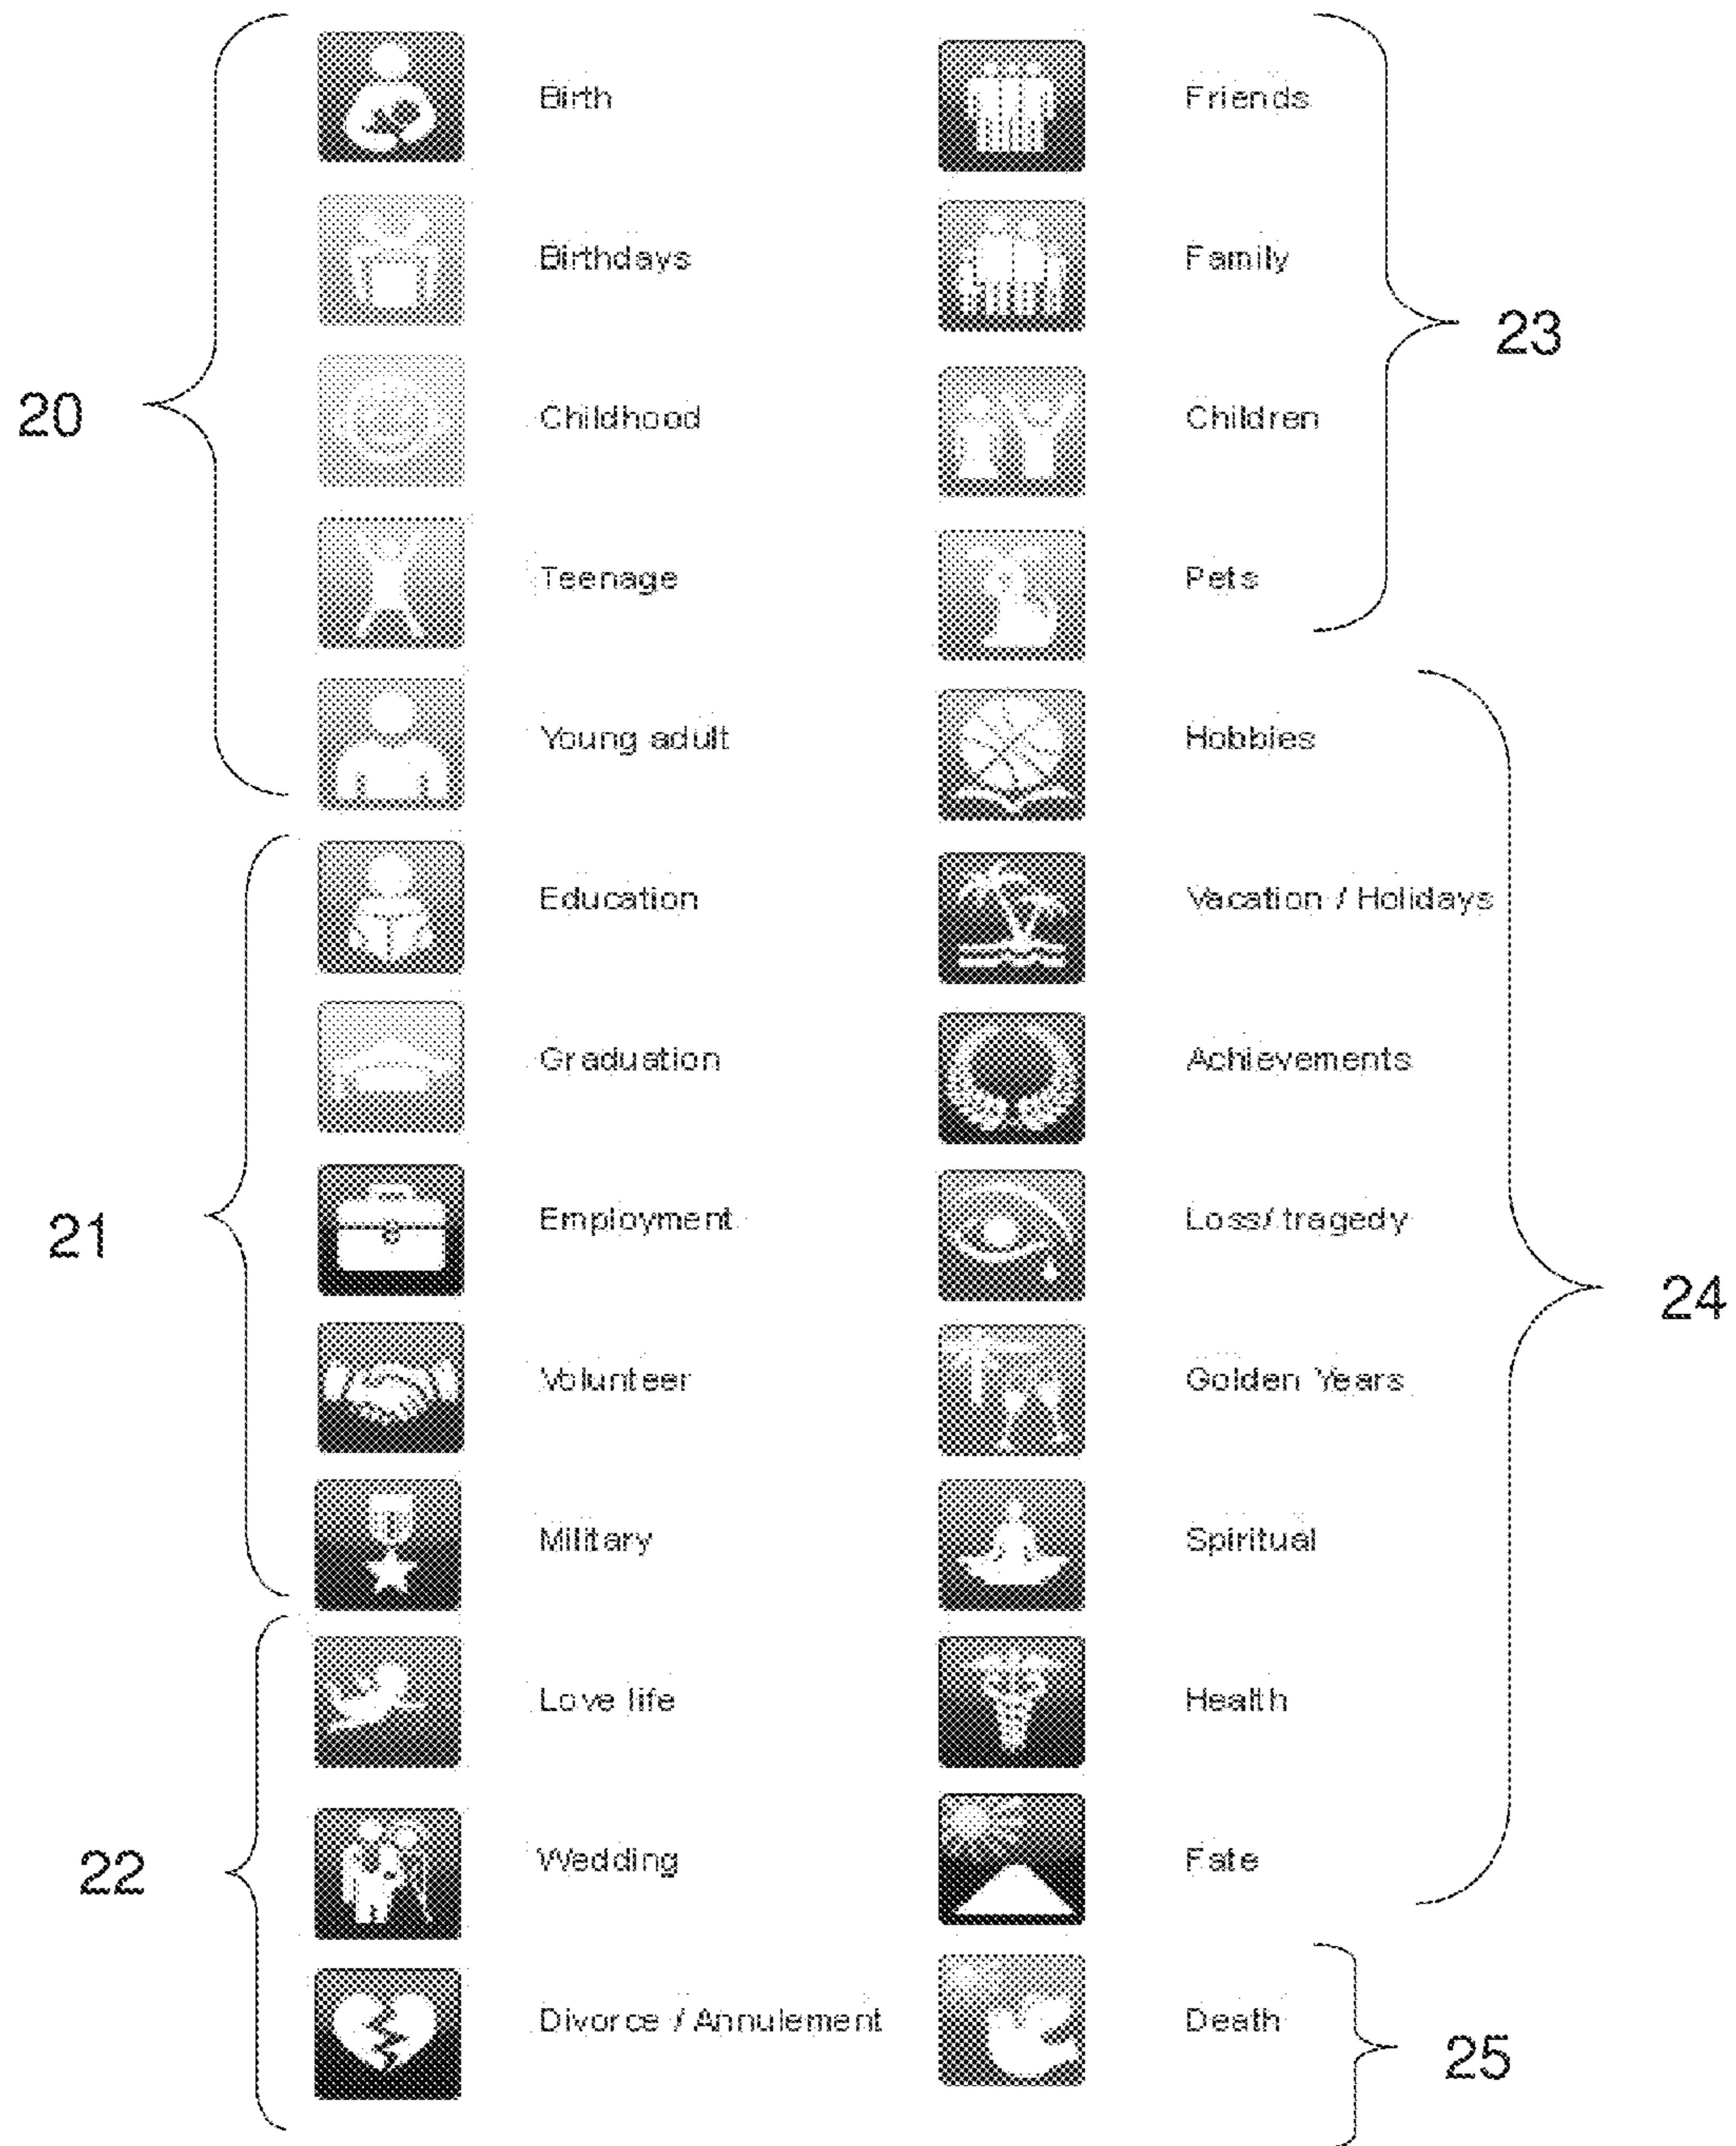 20
Birth
Birthdays
Childhood
Teenage
Young adult
21
Education
Graduation
Employment
Volunteer
Military
22
Love life
Wedding
Divorce / Annulement
23
Friends
Family
Children
Pets
24
Hobbies
Vacation / Holidays
Achievements
Loss/ tragedy
Golden Years
Spiritual
Health
Fate
25
Death